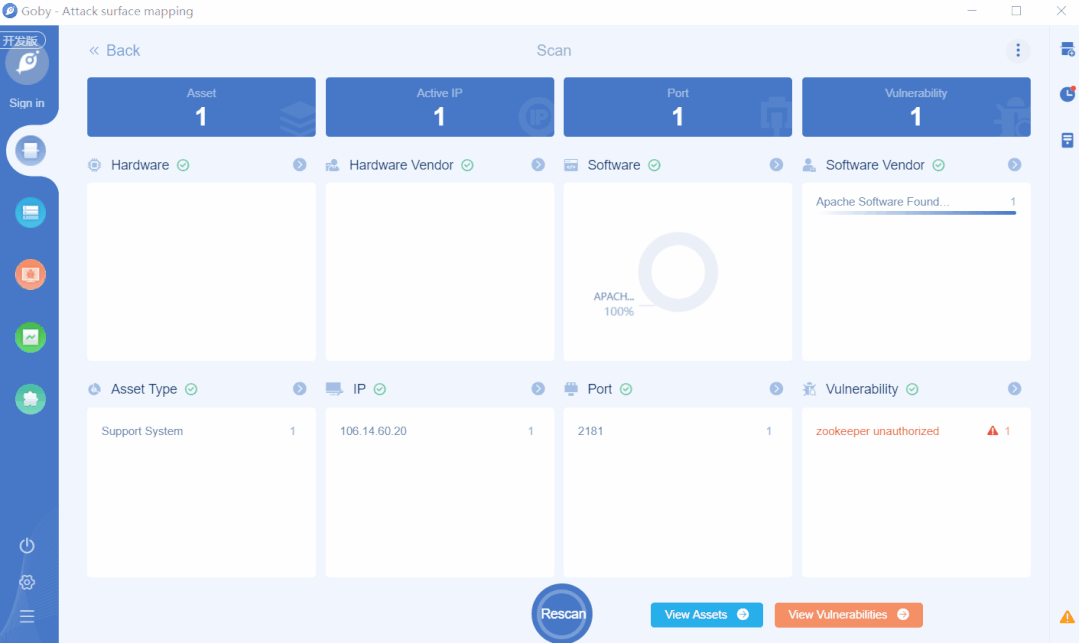 Goby - Attack surface mapping
开发版
Sign in
« Back
Scan
Asset
1
Active IP
1
Port
1
Vulnerability
1
Hardware
Hardware Vendor
Software
Software Vendor
APACH...
100%
Apache Software Found... 1
Asset Type
IP
Port
Vulnerability
Support System 1
106.14.60.20 1
2181 1
zookeeper unauthorized 1
Rescan
View Assets
View Vulnerabilities